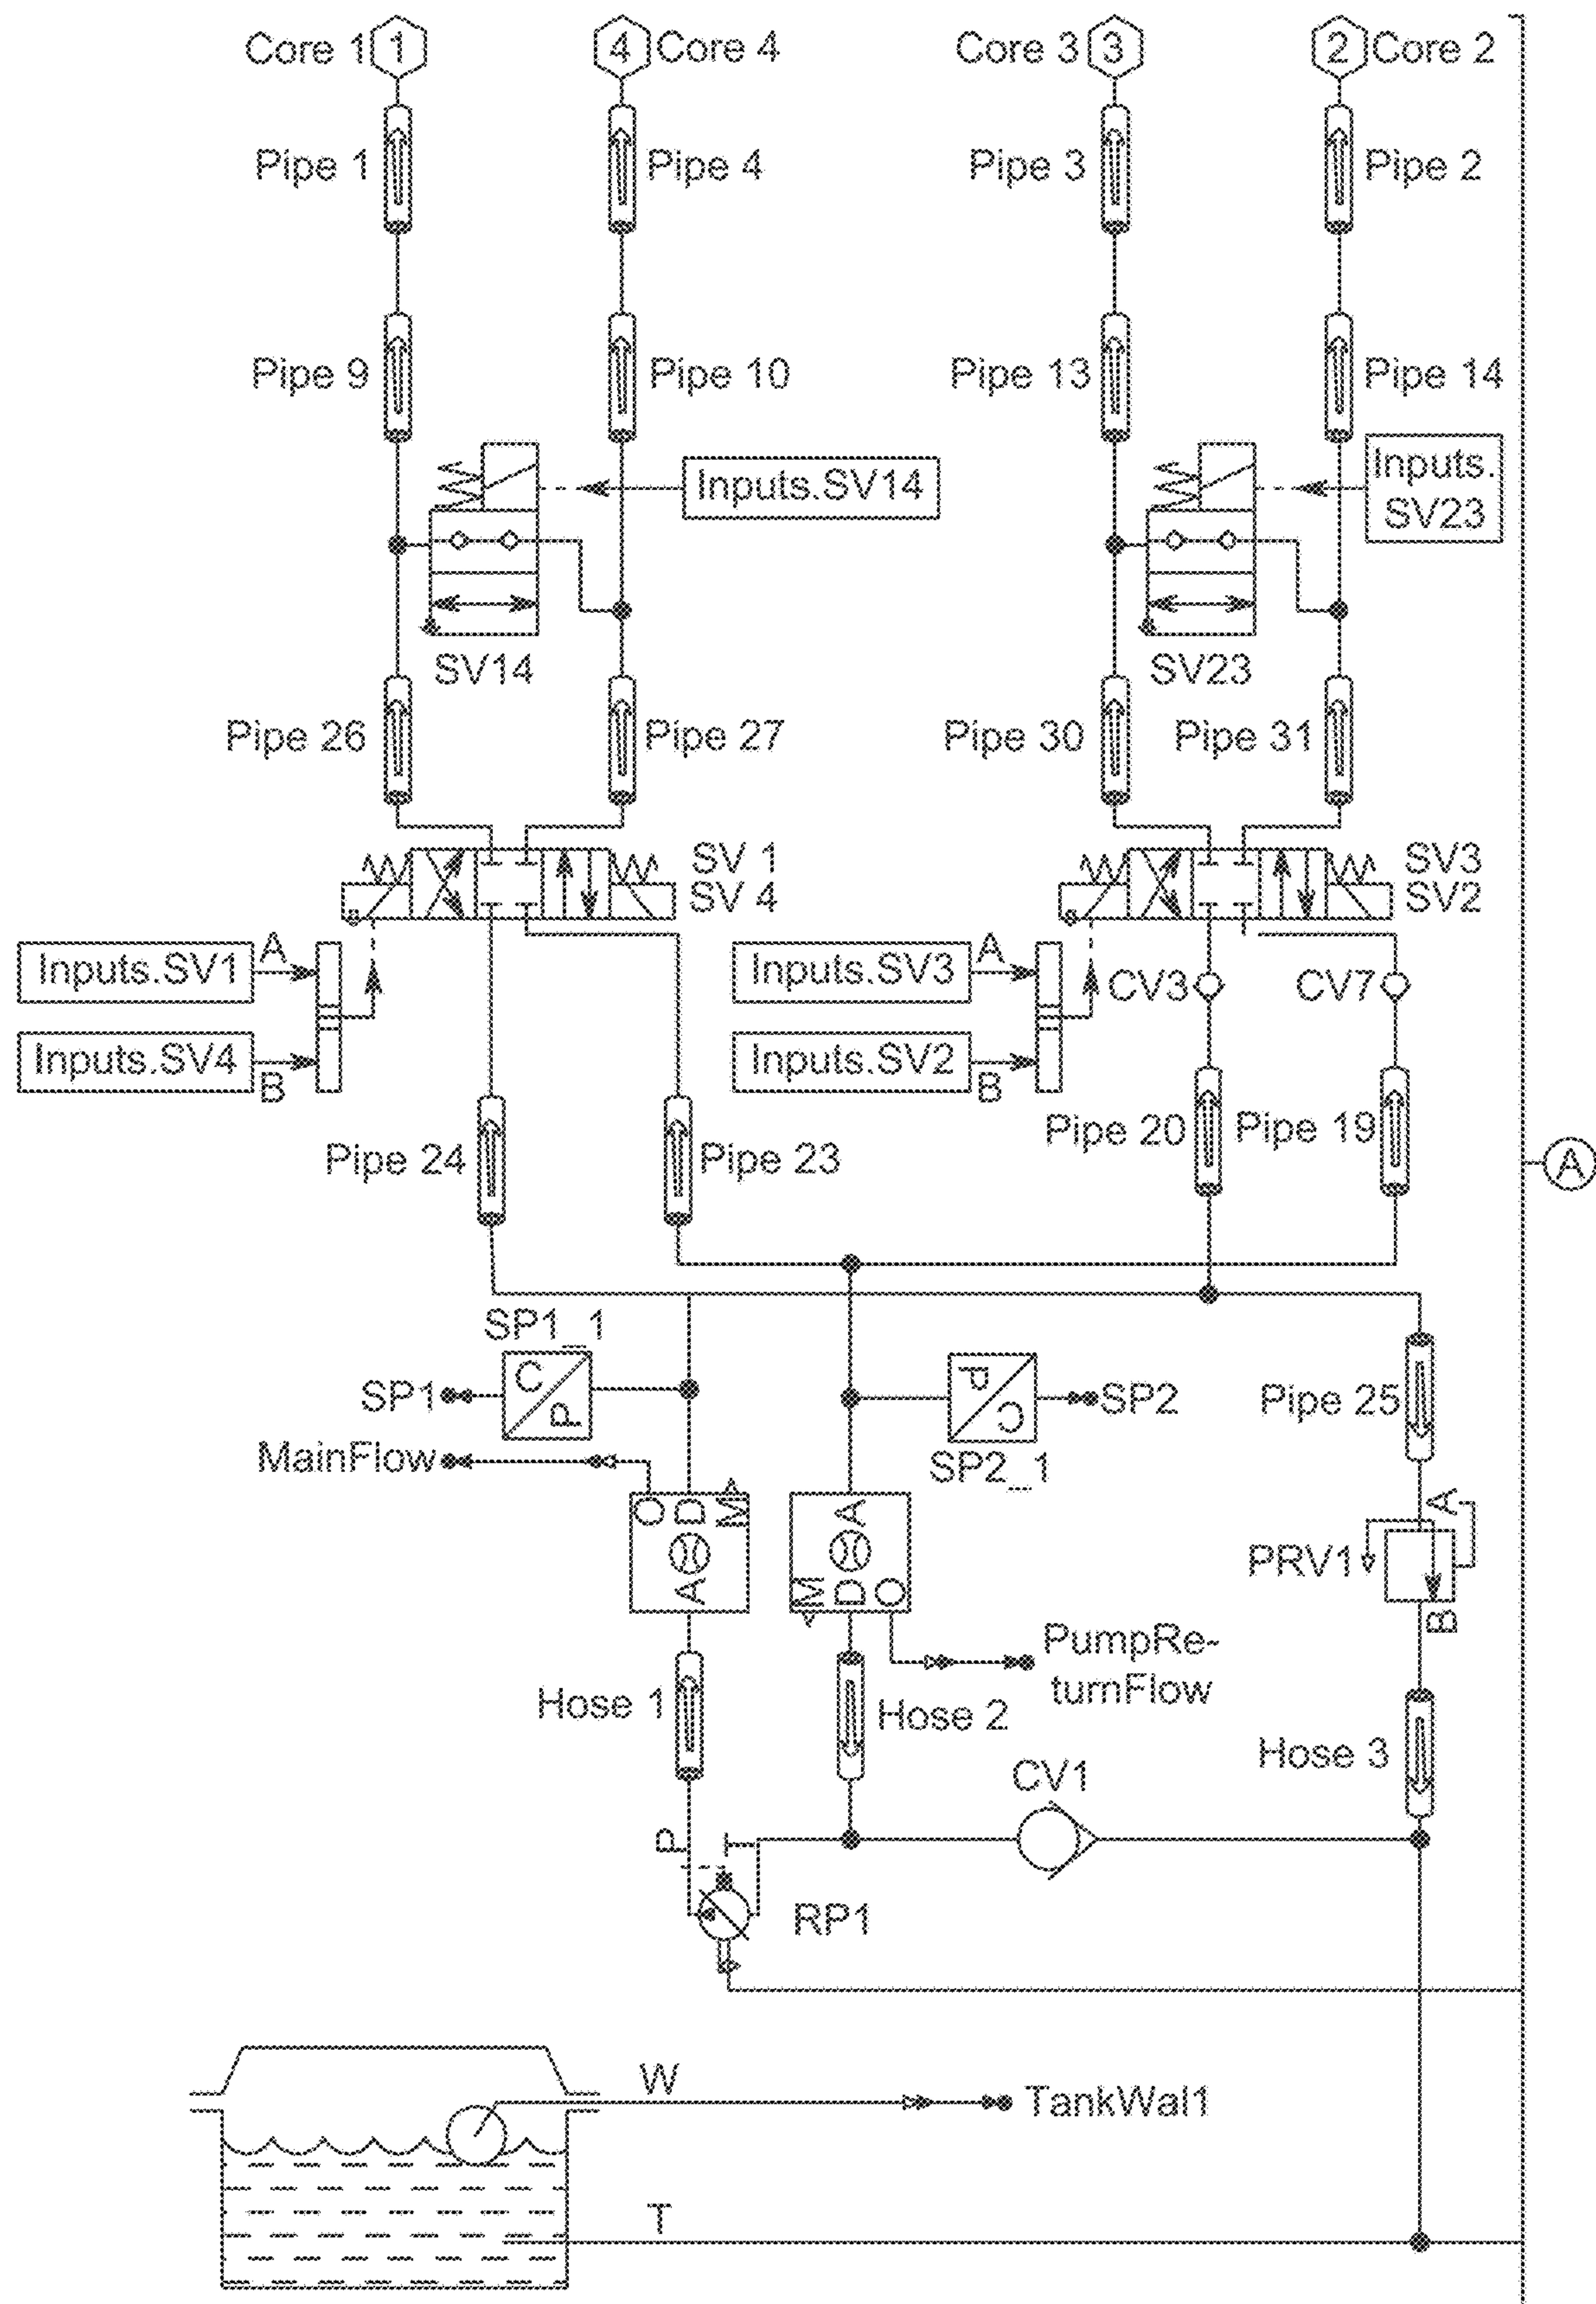 Core 1 1
4 Core 4
Core 3 3
2 Core 2
Pipe 1
Pipe 4
Pipe 3
Pipe 2
Pipe 9
Pipe 10
Pipe 13
Pipe 14
Inputs.SV14
Inputs.
SV23
SV14
SV23
Pipe 26
Pipe 27
Pipe 30
Pipe 31
SV 1
SV 4
SV3
SV2
Inputs.SV1
A
Inputs.SV4
B
Inputs.SV3
A
Inputs.SV2
B
CV3
CV7
Pipe 24
Pipe 23
Pipe 20
Pipe 19
A
SP1_1
C
P
SP1
P
C
SP2
SP2_1
Pipe 25
MainFlow
O D M
A
A
M D O
A
PRV1
B
PumpRe-
turnFlow
Hose 1
Hose 2
Hose 3
CV1
P
T
RP1
W
TankWal1
T